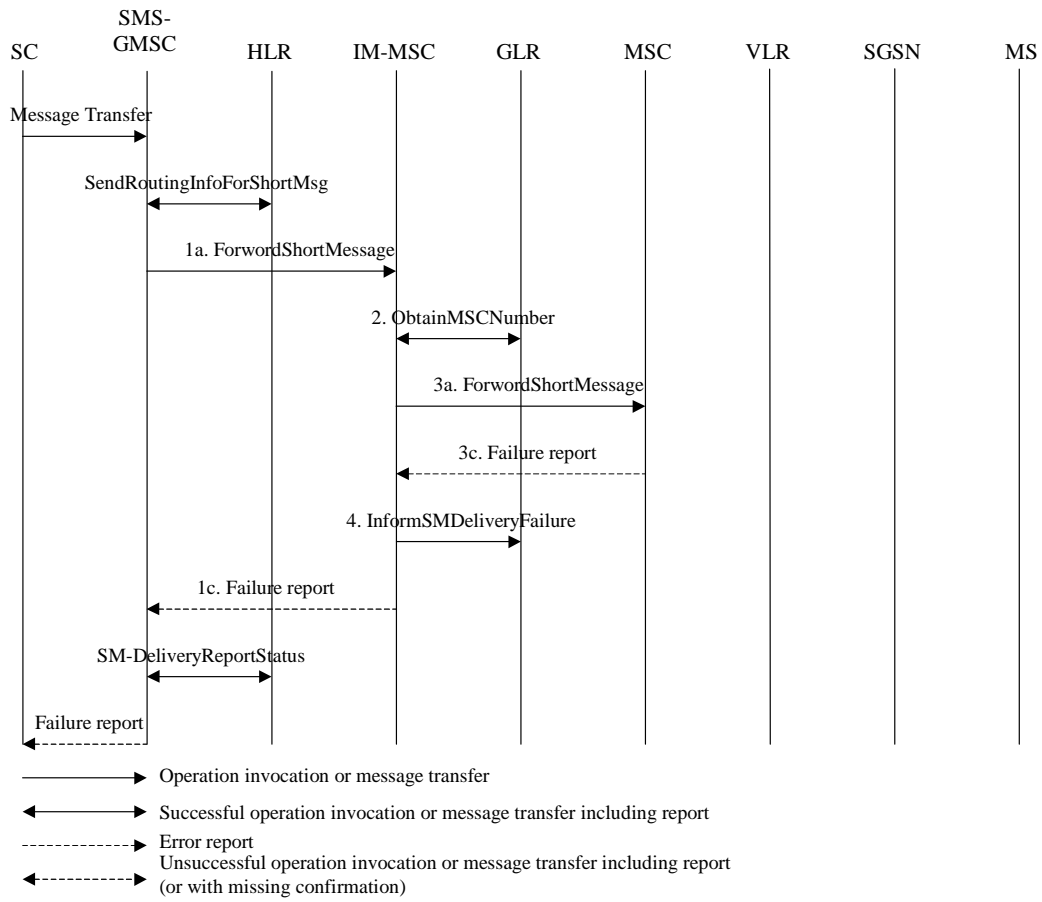 SMS-
GMSC
SC HLR IM-MSC GLR MSC VLR SGSN MS
Message Transfer
SendRoutingInfoForShortMsg
1a. ForwordShortMessage
2. ObtainMSCNumber
3a. ForwordShortMessage
3c. Failure report
4. InformSMDeliveryFailure
1c. Failure report
SM-DeliveryReportStatus
Failure report
Operation invocation or message transfer
Successful operation invocation or message transfer including report
Error report
Unsuccessful operation invocation or message transfer including report
(or with missing confirmation)